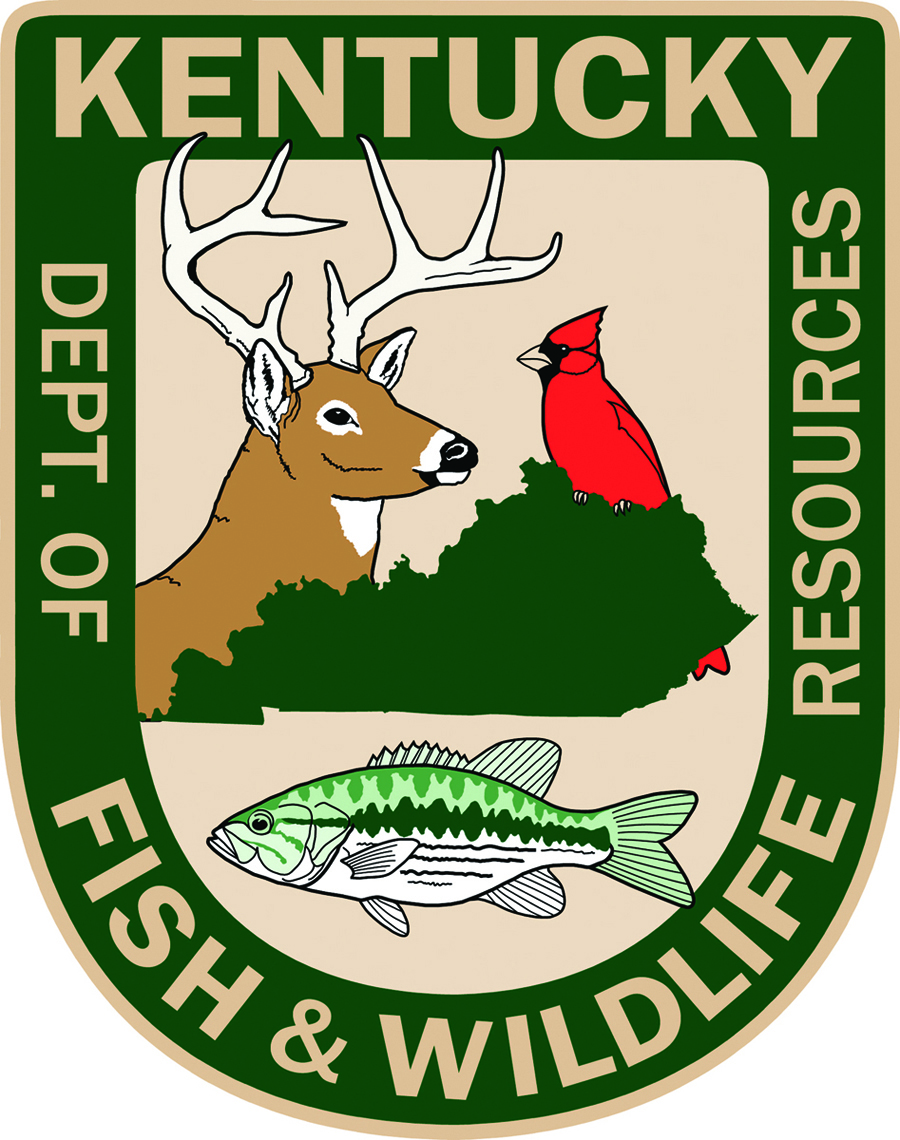 KENTUCKY
DEPT. OF
FISH & WILDLIFE
RESOURCES